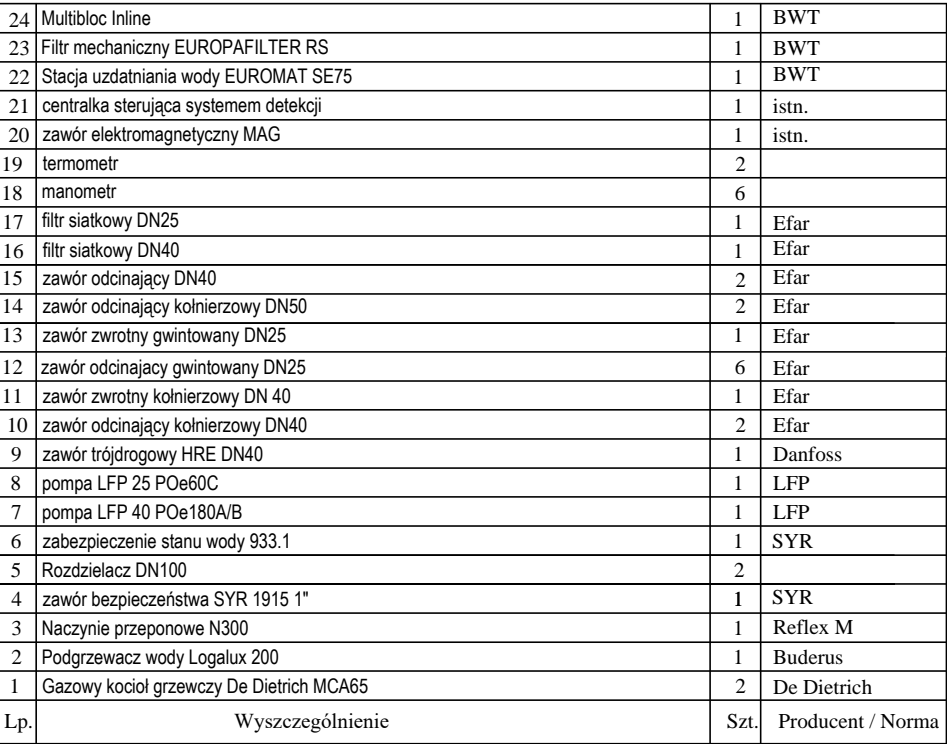 24 Multibloc Inline 1 BWT
23 Filtr mechaniczny EUROPAFILTER RS 1 BWT
22 Stacja uzdatniania wody EUROMAT SE75 1 BWT
21 centralka sterująca systemem detekcji 1 istn.
20 zawór elektromagnetyczny MAG 1 istn.
19 termometr 2
18 manometr 6
17 filtr siatkowy DN25 1 Efar
16 filtr siatkowy DN40 1 Efar
15 zawór odcinający DN40 2 Efar
14 zawór odcinający kołnierzowy DN50 2 Efar
13 zawór zwrotny gwintowany DN25 1 Efar
12 zawór odcinajacy gwintowany DN25 6 Efar
11 zawór zwrotny kołnierzowy DN 40 1 Efar
10 zawór odcinający kołnierzowy DN40 2 Efar
9 zawór trójdrogowy HRE DN40 1 Danfoss
8 pompa LFP 25 POe60C 1 LFP
7 pompa LFP 40 POe180A/B 1 LFP
6 zabezpieczenie stanu wody 933.1 1 SYR
5 Rozdzielacz DN100 2
4 zawór bezpieczeństwa SYR 1915 1" 1 SYR
3 Naczynie przeponowe N300 1 Reflex M
2 Podgrzewacz wody Logalux 200 1 Buderus
1 Gazowy kocioł grzewczy De Dietrich MCA65 2 De Dietrich
Lp. Wyszczególnienie Szt. Producent / Norma